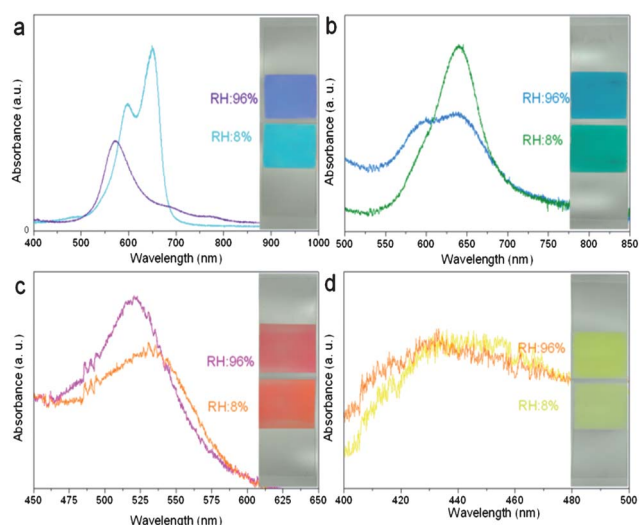 a
RH:96%
RH:8%
Absorbance (a. u.)
0
400 500 600 700 800 900 1000
Wavelength (nm)
b
RH:96%
RH:8%
Absorbance (a. u.)
500 550 600 650 700 750 800 850
Wavelength (nm)
c
RH:96%
RH:8%
Absorbance (a. u.)
450 475 500 525 550 575 600 625 650
Wavelength (nm)
d
RH:96%
RH:8%
Absorbance (a. u.)
400 420 440 460 480 500
Wavelength (nm)